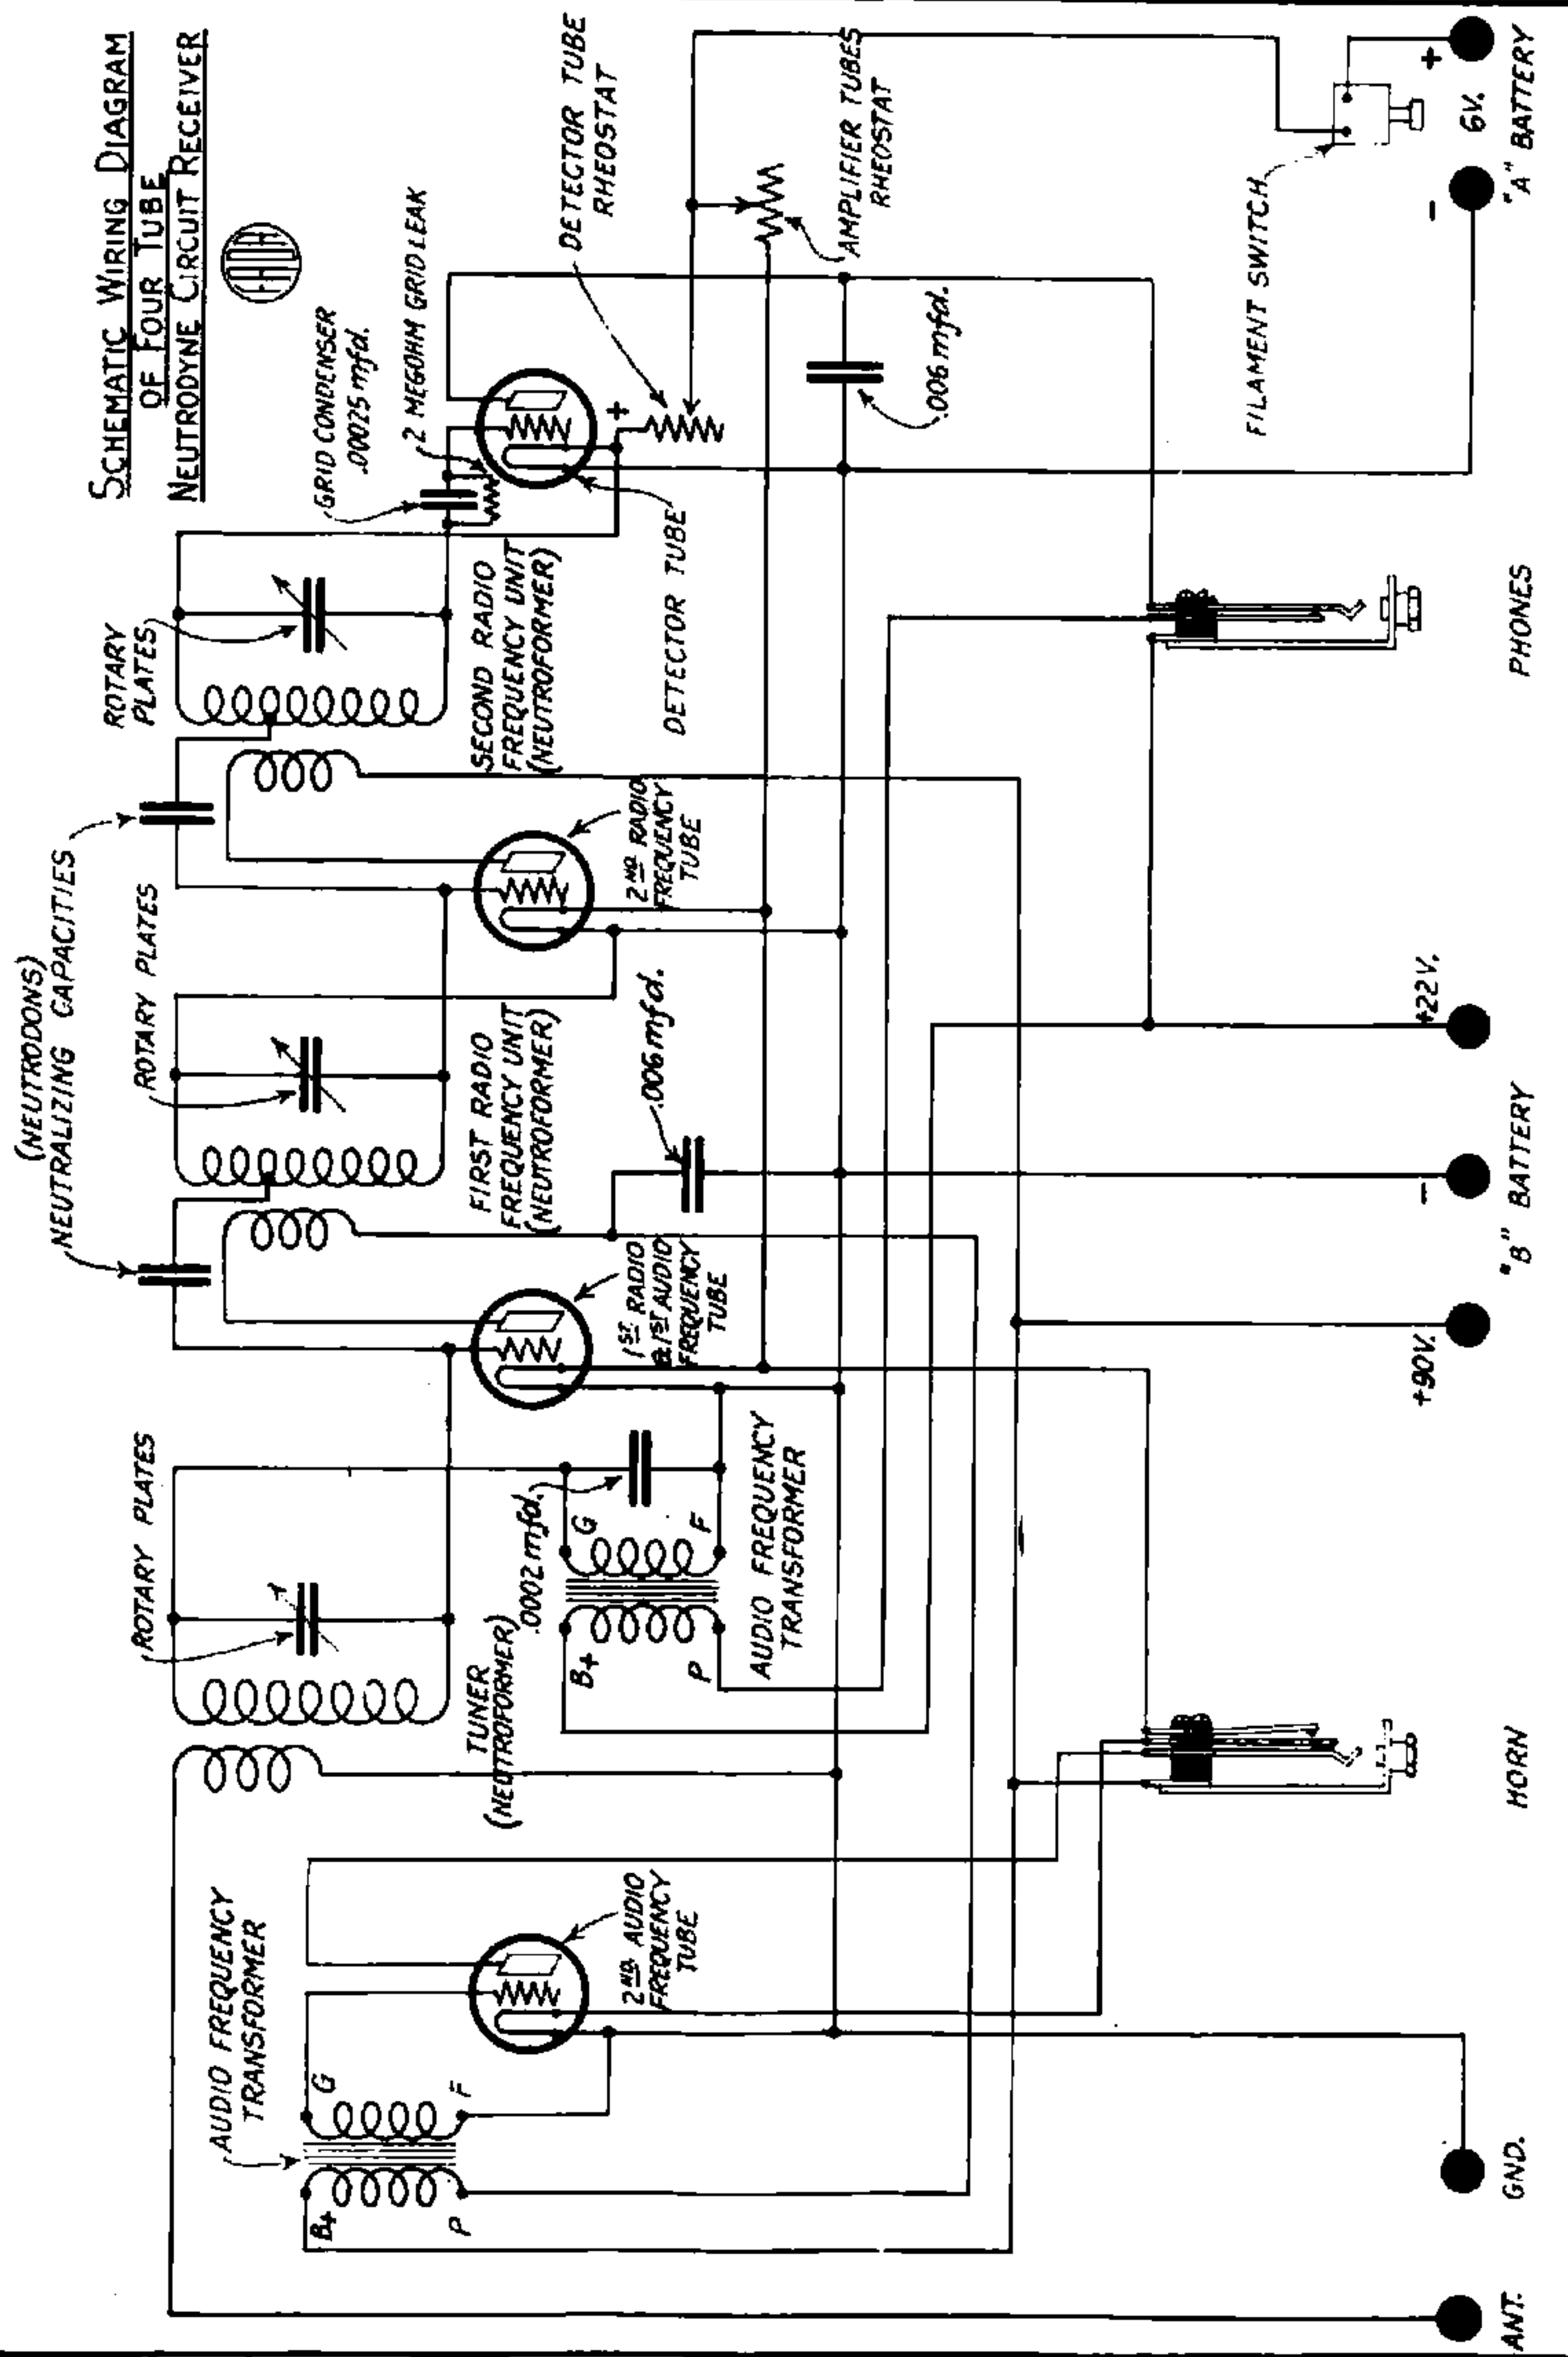 SCHEMATIC WIRING DIAGRAM
OF FOUR TUBE
NEUTRODYNE CIRCUIT RECEIVER
(NEUTRODONS)
NEUTRALIZING CAPACITIES
ROTARY PLATES
ROTARY PLATES
ROTARY
PLATES
GRID CONDENSER
.00025 mfd.
2 MEGOHM GRID LEAK
DETECTOR TUBE
RHEOSTAT
AUDIO FREQUENCY
TRANSFORMER
G
F
B+
P
2ND. AUDIO
FREQUENCY
TUBE
TUNER
(NEUTROFORMER)
.0002 mfd.
G
F
B+
P
AUDIO FREQUENCY
TRANSFORMER
1ST. RADIO
& 1ST AUDIO
FREQUENCY
TUBE
FIRST RADIO
FREQUENCY UNIT
(NEUTROFORMER)
.006 mfd.
2ND. RADIO
FREQUENCY
TUBE
SECOND RADIO
FREQUENCY UNIT
(NEUTROFORMER)
DETECTOR TUBE
+
AMPLIFIER TUBES
RHEOSTAT
.006 mfd.
FILAMENT SWITCH
ANT.
GND.
HORN
+90V.
-
+22V.
"B" BATTERY
PHONES
-
6V.
+
"A" BATTERY